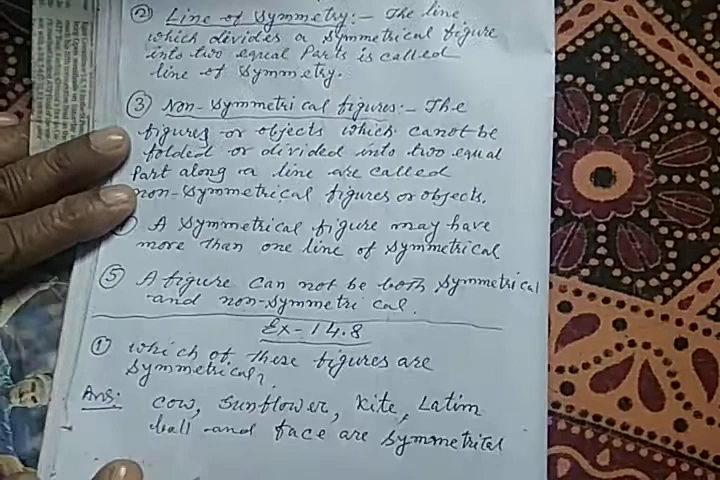 ② Line of Symmetry:- The line
which divides a symmetrical figure
into two equal Parts is called
line of Symmetry.
③ Non-Symmetrical figures:- The
figures or objects which canot be
folded or divided into two equal
Part along a line are called
non-Symmetrical figures or objects.
A Symmetrical figure may have
more than one line of Symmetrical
⑤ A figure can not be both Symmetrical
and non-symmetrical.
Ex-14.8
① which of these figures are
Symmetrical?
Ans: Cow, Sunflower, Kite, Latim
ball and face are Symmetrical